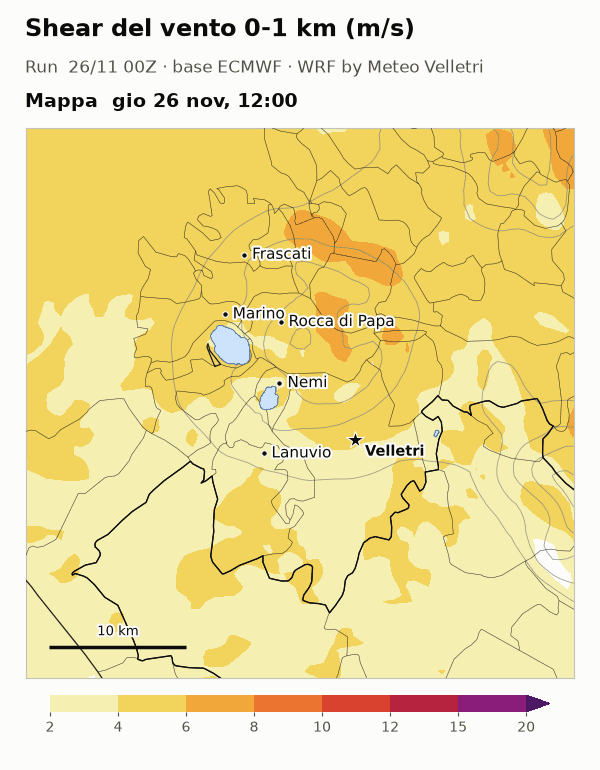 Shear del vento 0-1 km (m/s)
Run  26/11 00Z · base ECMWF · WRF by Meteo Velletri
Mappa  gio 26 nov, 12:00
Frascati
Marino
Rocca di Papa
Nemi
Velletri
Lanuvio
10 km
2 4 6 8 10 12 15 20